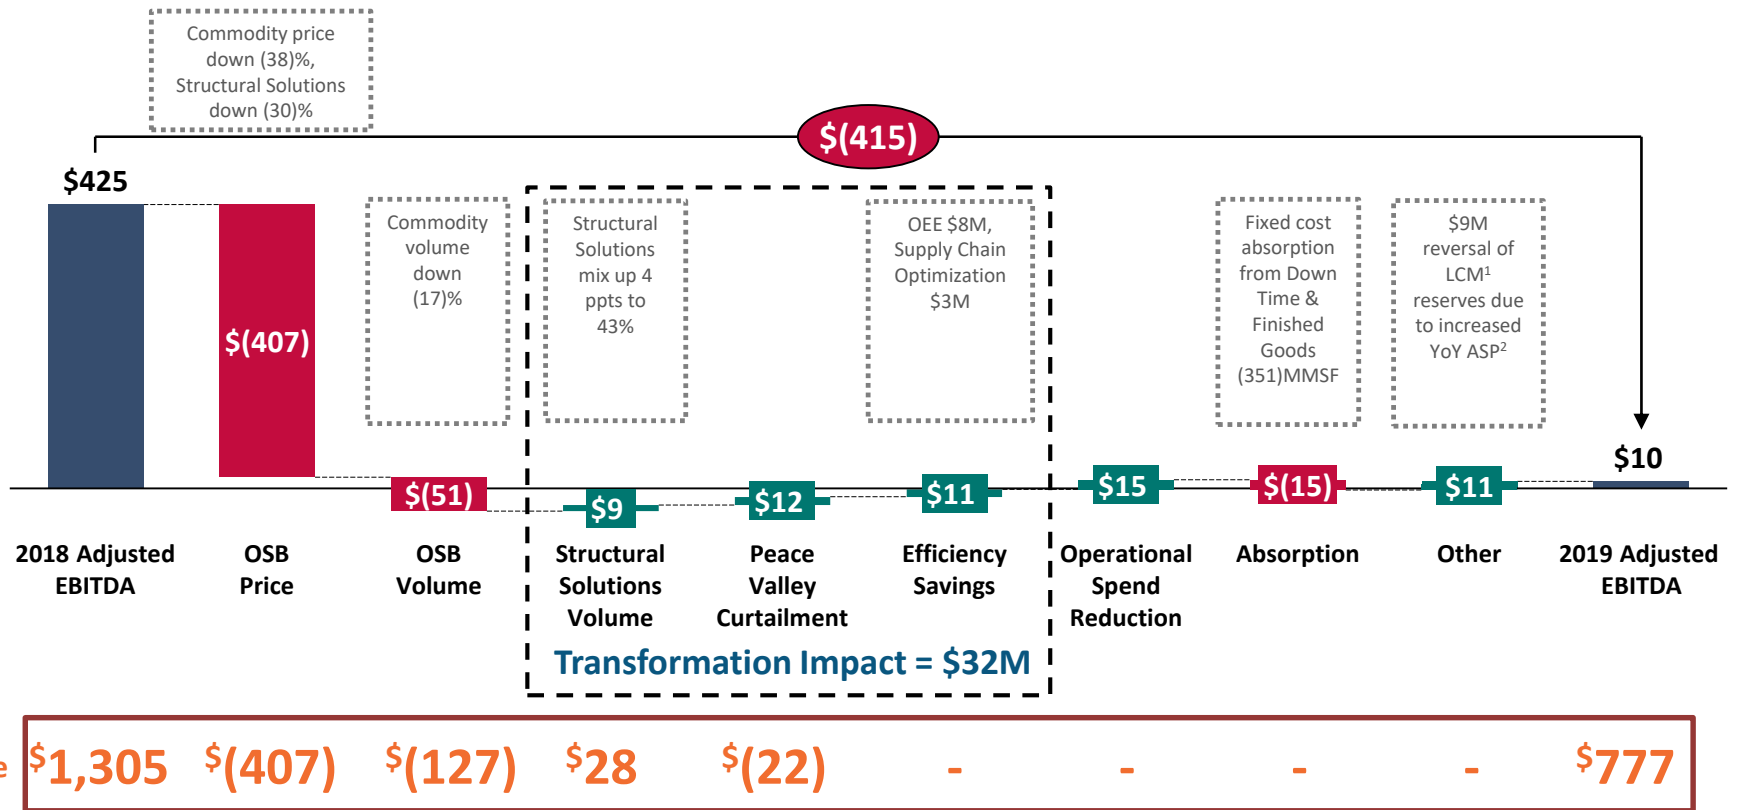 Commodity price
down (38)%,
Structural Solutions
down (30)%
$(415)
$425
$(407)
Commodity
volume
down
(17)%
Structural
Solutions
mix up 4
ppts to
43%
OEE $8M,
Supply Chain
Optimization
$3M
Fixed cost
absorption
from Down
Time &
Finished
Goods
(351)MMSF
$9M
reversal of
LCM1
reserves due
to increased
YoY ASP2
$(51)
$9
$12
$11
$15
$(15)
$11
$10
2018 Adjusted
EBITDA
OSB
Price
OSB
Volume
Structural
Solutions
Volume
Peace
Valley
Curtailment
Efficiency
Savings
Operational
Spend
Reduction
Absorption
Other
2019 Adjusted
EBITDA
Transformation Impact = $32M
$1,305 $(407) $(127) $28 $(22) - - - - $777